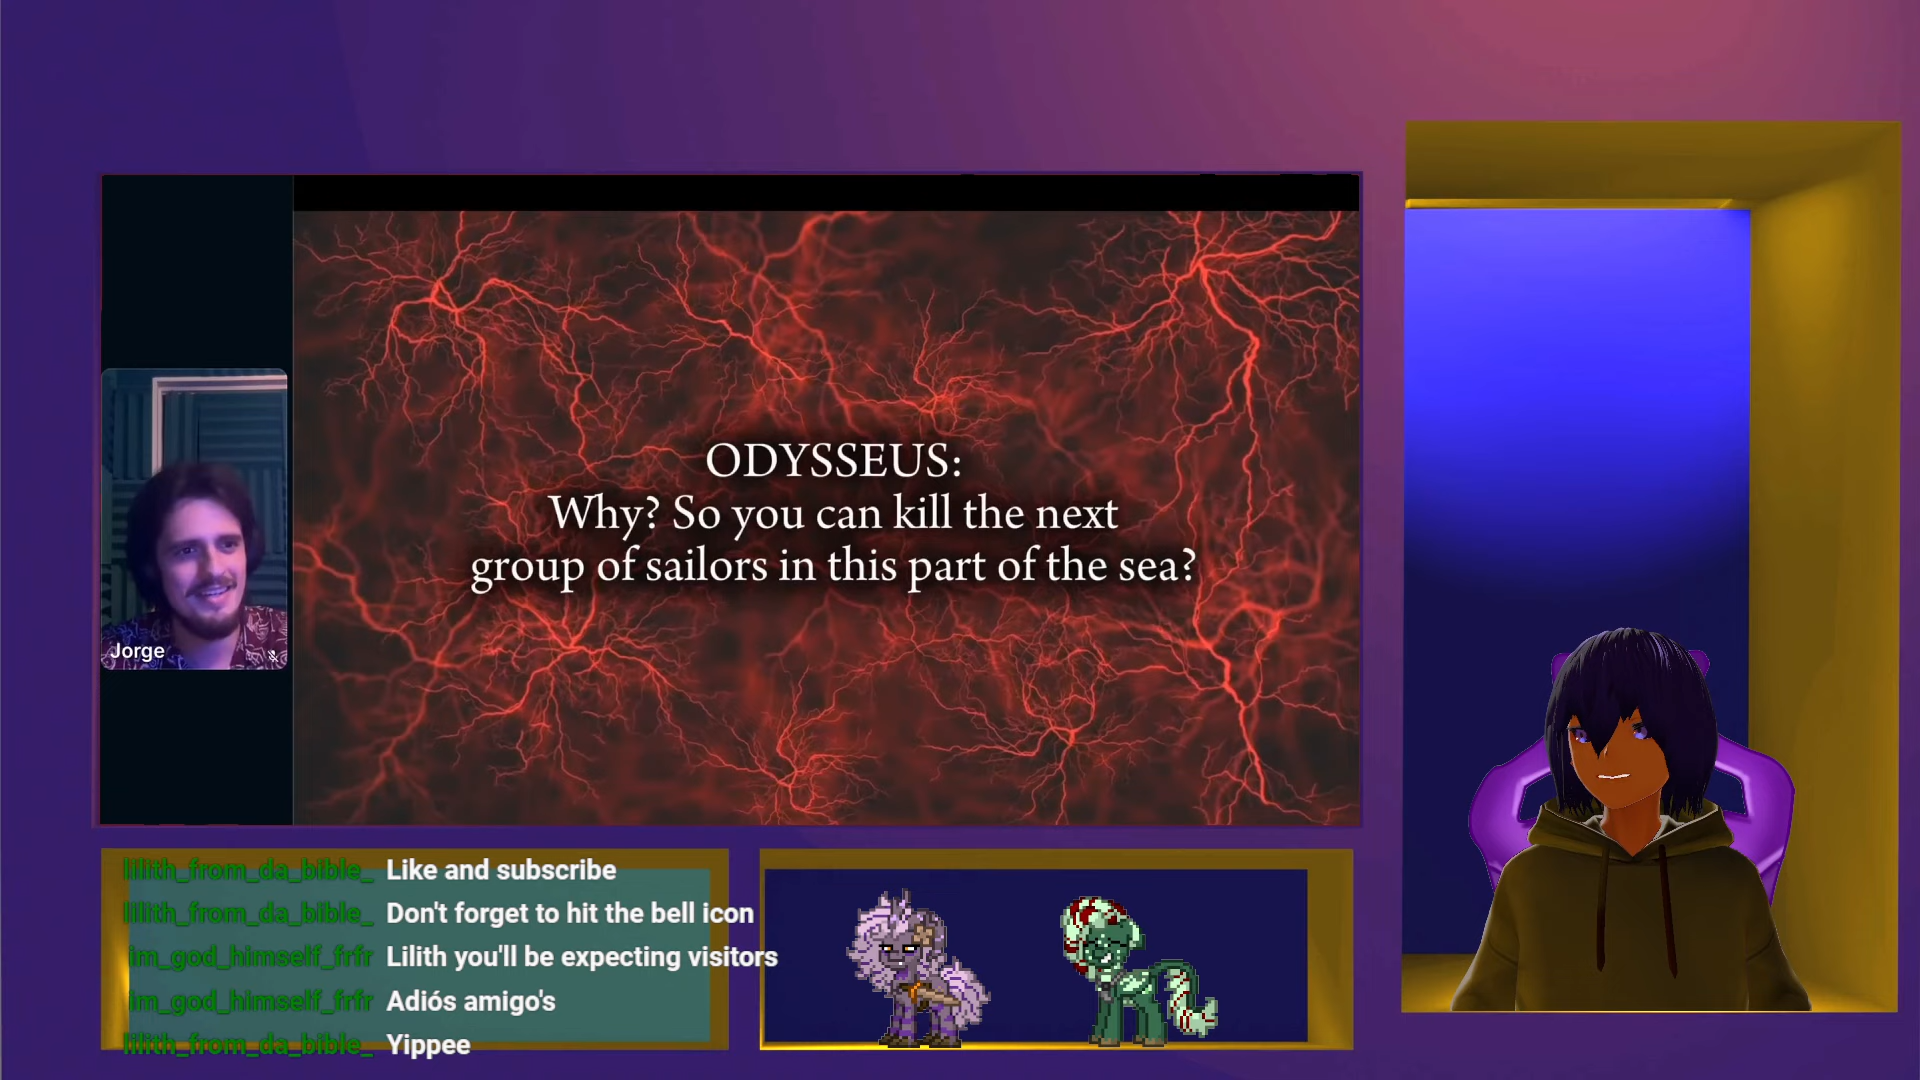 ODYSSEUS:
Why? So you can kill the next
group of sailors in this part of the sea?
Jorge
lilith_from_da_bible_ Like and subscribe
lilith_from_da_bible_ Don't forget to hit the bell icon
im_god_himself_frfr Lilith you'll be expecting visitors
im_god_himself_frfr Adiós amigo's
lilith_from_da_bible_ Yippee